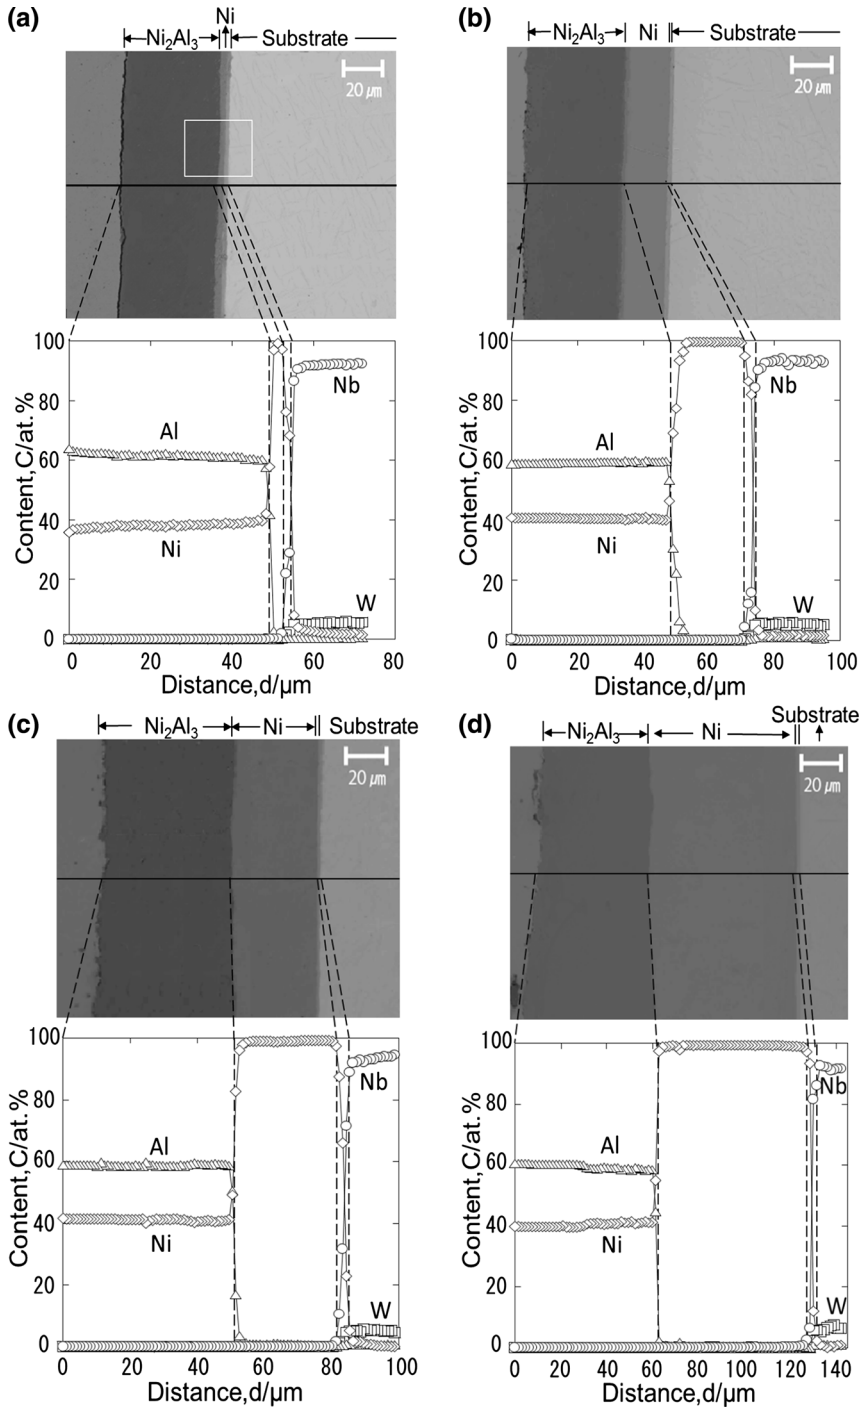 (a)
Ni
Ni₂Al₃
Substrate
20 μm
100
80
60
40
20
0
Content,C/at.%
Al
Ni
Nb
W
0 20 40 60 80
Distance,d/μm
(b)
Ni₂Al₃ Ni Substrate
20 μm
100
80
60
40
20
0
Content,C/at.%
Al
Ni
Nb
W
0 20 40 60 80 100
Distance,d/μm
(c)
Ni₂Al₃ Ni Substrate
20 μm
100
80
60
40
20
0
Content,C/at.%
Al
Ni
Nb
W
0 20 40 60 80 100
Distance,d/μm
(d)
Substrate
Ni₂Al₃ Ni
20 μm
100
80
60
40
20
0
Content,C/at.%
Al
Ni
Nb
W
0 20 40 60 80 100 120 140
Distance,d/μm